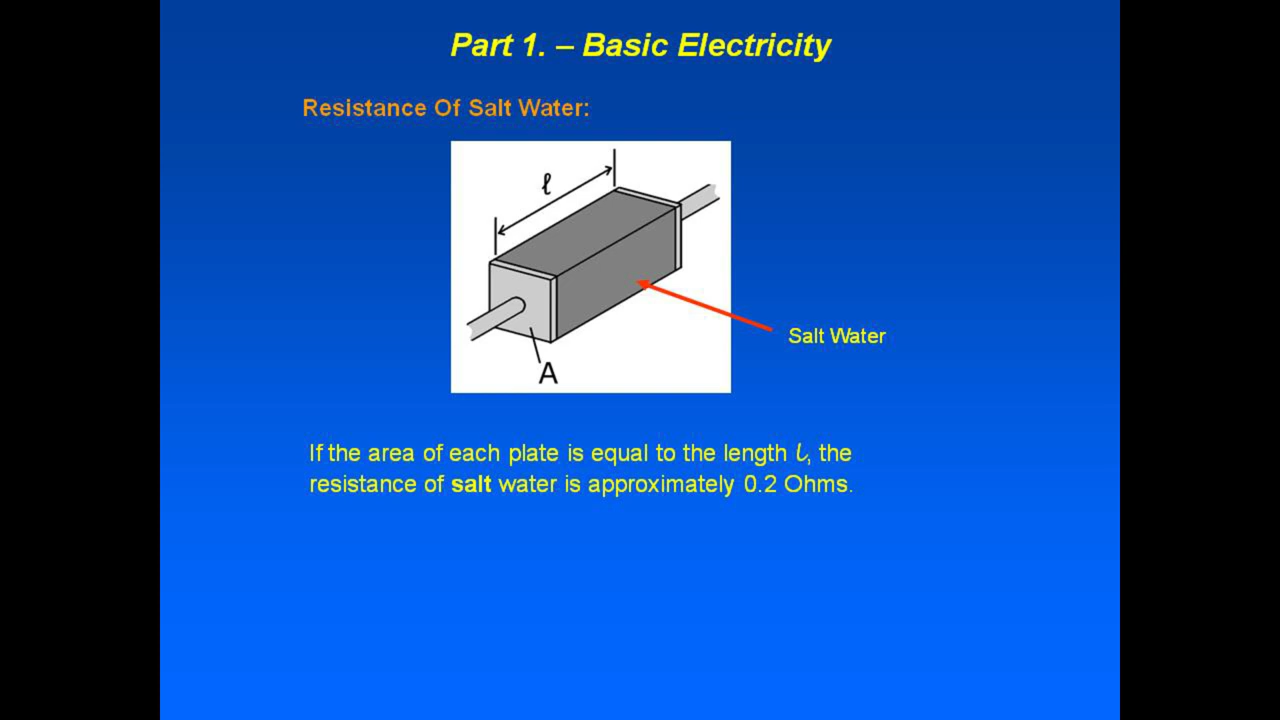 Part 1. – Basic Electricity
Resistance Of Salt Water:
ℓ
Salt Water
A
If the area of each plate is equal to the length ℓ, the
resistance of salt water is approximately 0.2 Ohms.